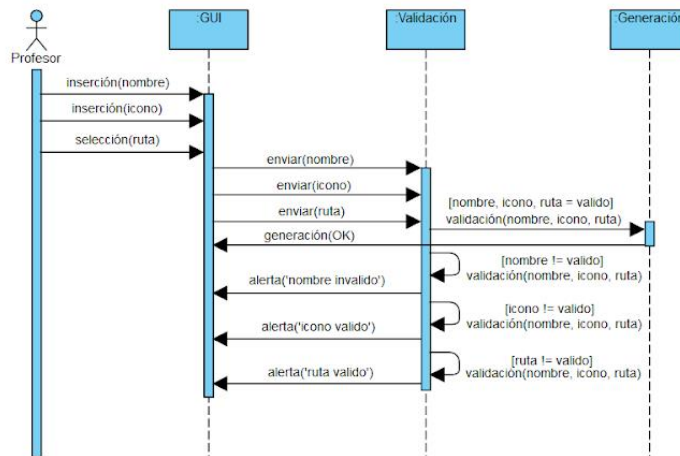 :GUI
:Validación
:Generación
Profesor
inserción(nombre)
inserción(icono)
selección(ruta)
enviar(nombre)
enviar(icono)
enviar(ruta)
[nombre, icono, ruta = valido]
validación(nombre, icono, ruta)
generación(OK)
[nombre != valido]
validación(nombre, icono, ruta)
alerta('nombre invalido')
[icono != valido]
validación(nombre, icono, ruta)
alerta('icono valido')
[ruta != valido]
validación(nombre, icono, ruta)
alerta('ruta valido')